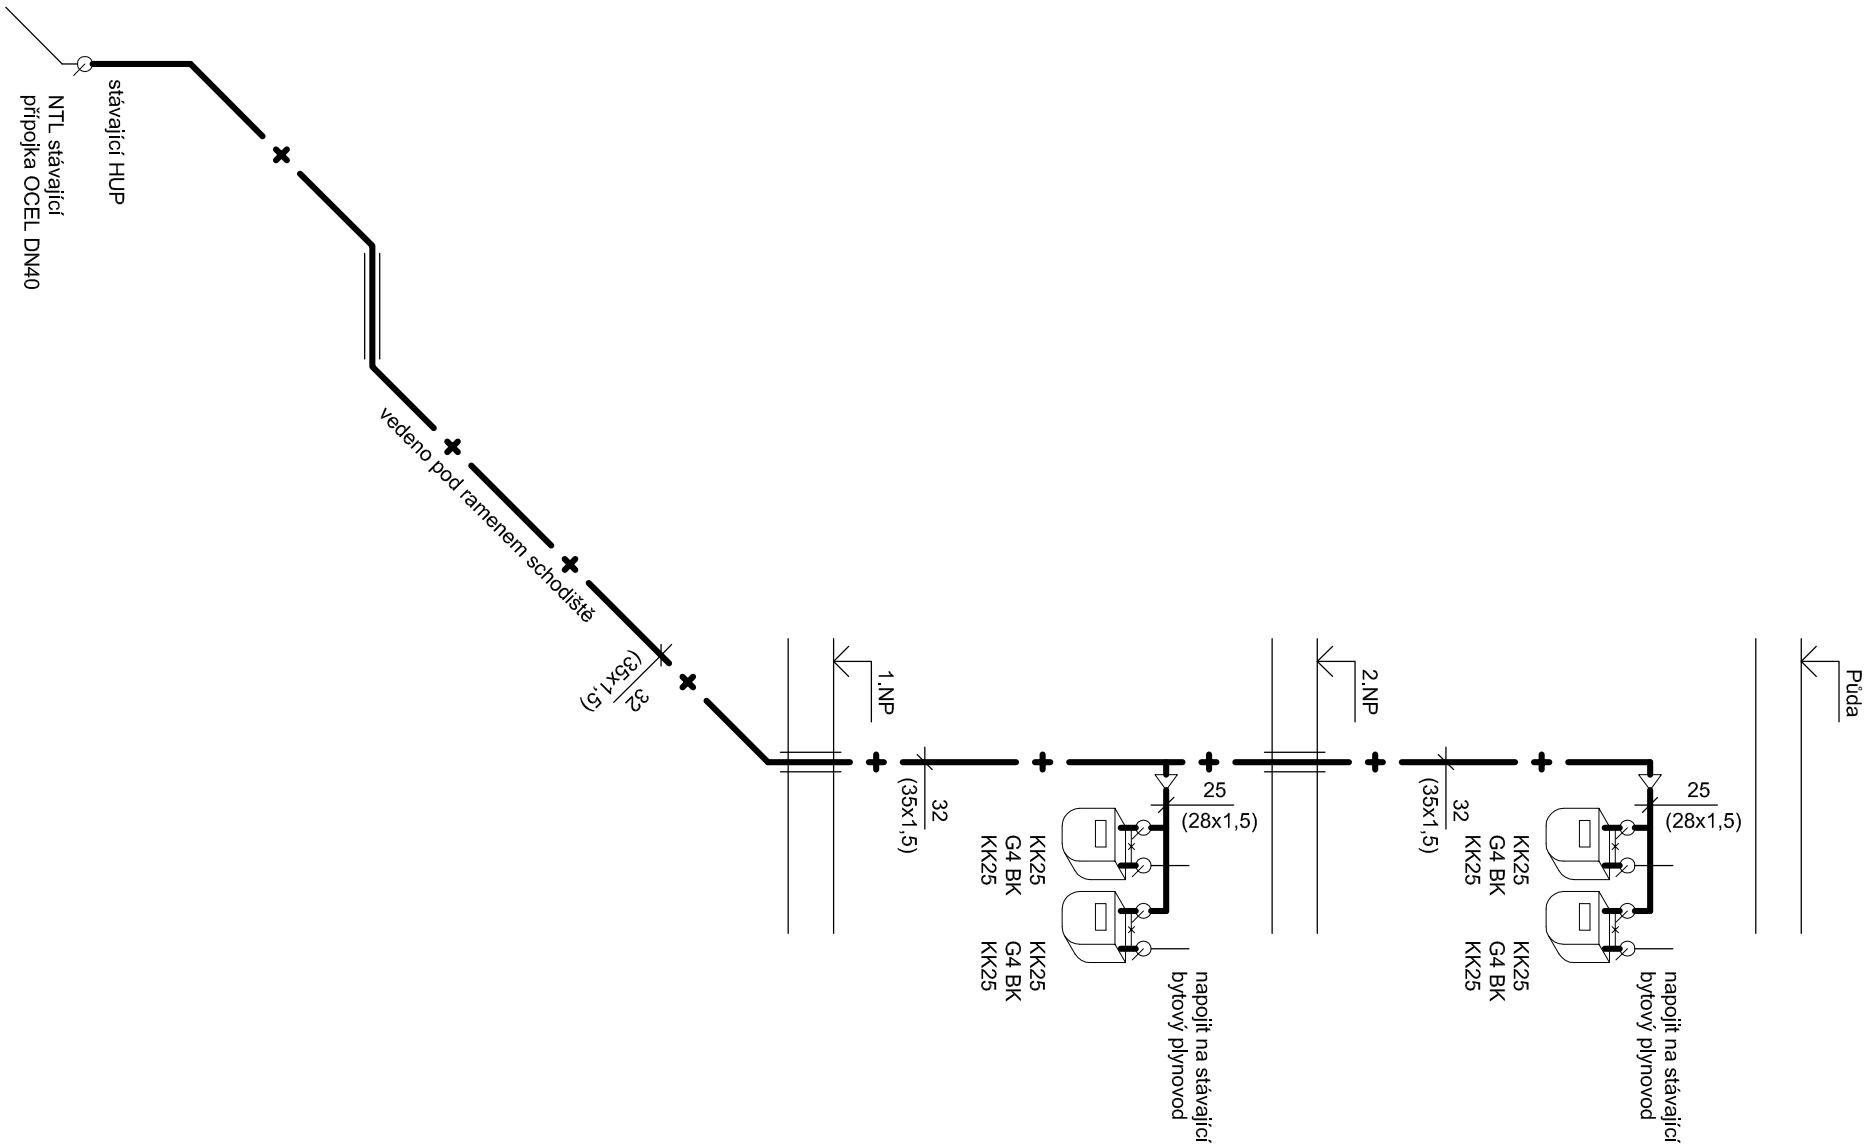 NTL stávající
přípojka OCEL DN40
stávající HUP
vedeno pod ramenem schodiště
32
(35x1,5)
1.NP
32
(35x1,5)
25
(28x1,5)
KK25
G4 BK
KK25
KK25
G4 BK
KK25
napojit na stávající
bytový plynovod
2.NP
32
(35x1,5)
25
(28x1,5)
KK25
G4 BK
KK25
KK25
G4 BK
KK25
napojit na stávající
bytový plynovod
Půda